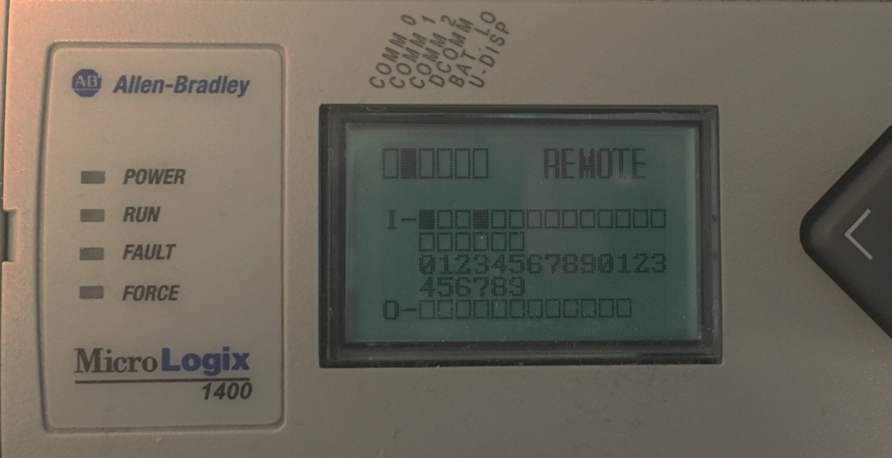 COMM 0
COMM 1
COMM 2
DCOMM
BAT. LO
U-DISP
AB Allen-Bradley
POWER
RUN
FAULT
FORCE
MicroLogix
1400
REMOTE
I-
01234567890123
456789
O-